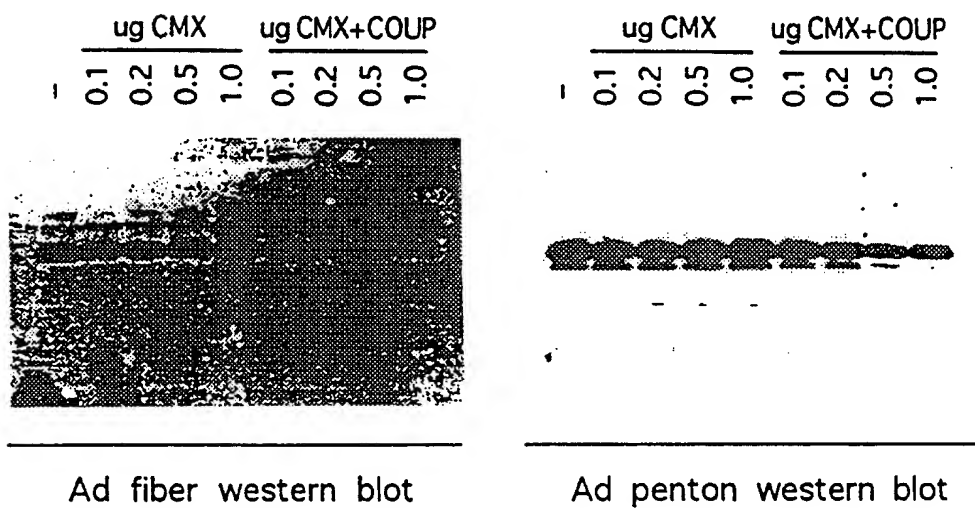 ug CMX ug CMX+COUP
- 0.1 0.2 0.5 1.0 0.1 0.2 0.5 1.0
Ad fiber western blot
ug CMX ug CMX+COUP
- 0.1 0.2 0.5 1.0 0.1 0.2 0.5 1.0
Ad penton western blot